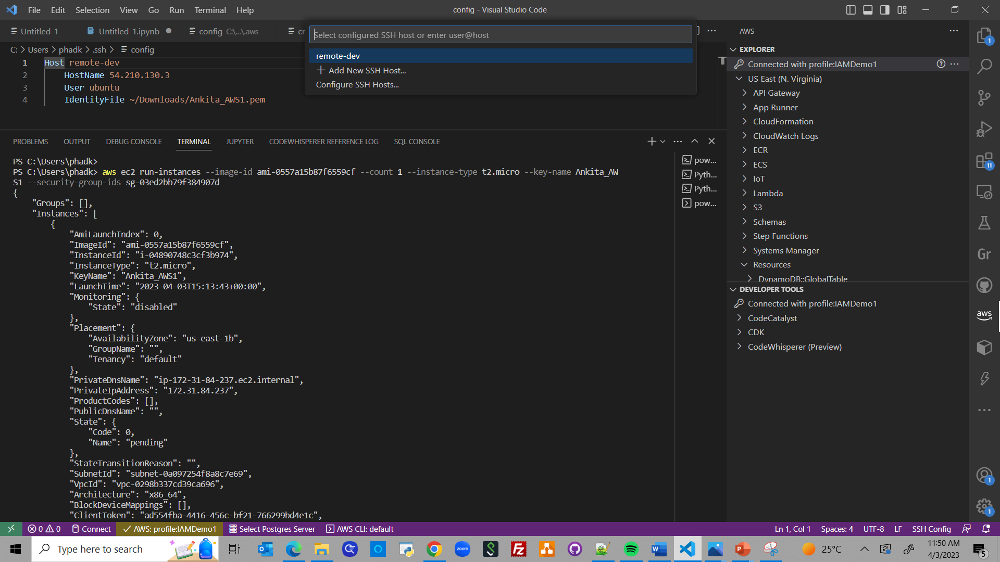 File Edit Selection View Go Run Terminal Help
config - Visual Studio Code
Untitled-1
Untitled-1.ipynb
config C:\...\.aws
cr
Select configured SSH host or enter user@host
remote-dev
Add New SSH Host...
Configure SSH Hosts...
C: > Users > phadk > .ssh > config
1 Host remote-dev
2 HostName 54.210.130.3
3 User ubuntu
4 IdentityFile ~/Downloads/Ankita_AWS1.pem
PROBLEMS OUTPUT DEBUG CONSOLE TERMINAL JUPYTER CODEWHISPERER REFERENCE LOG SQL CONSOLE
PS C:\Users\phadk>
PS C:\Users\phadk> aws ec2 run-instances --image-id ami-0557a15b87f6559cf --count 1 --instance-type t2.micro --key-name Ankita_AW
S1 --security-group-ids sg-03ed2bb79f384907d
{
"Groups": [],
"Instances": [
{
"AmiLaunchIndex": 0,
"ImageId": "ami-0557a15b87f6559cf",
"InstanceId": "i-04890748c3cf3b974",
"InstanceType": "t2.micro",
"KeyName": "Ankita_AWS1",
"LaunchTime": "2023-04-03T15:13:43+00:00",
"Monitoring": {
"State": "disabled"
},
"Placement": {
"AvailabilityZone": "us-east-1b",
"GroupName": "",
"Tenancy": "default"
},
"PrivateDnsName": "ip-172-31-84-237.ec2.internal",
"PrivateIpAddress": "172.31.84.237",
"ProductCodes": [],
"PublicDnsName": "",
"State": {
"Code": 0,
"Name": "pending"
},
"StateTransitionReason": "",
"SubnetId": "subnet-0a097254f8a8c7e69",
"VpcId": "vpc-0298b337cd39ca696",
"Architecture": "x86_64",
"BlockDeviceMappings": [],
"ClientToken": "ad554fba-4416-456c-bf21-766299bd4e1c",
pow...
Pyth...
Pyth...
pow...
AWS
EXPLORER
Connected with profile:IAMDemo1
US East (N. Virginia)
API Gateway
App Runner
CloudFormation
CloudWatch Logs
ECR
ECS
IoT
Lambda
S3
Schemas
Step Functions
Systems Manager
Resources
DynamoDB::GlobalTable
DEVELOPER TOOLS
Connected with profile:IAMDemo1
CodeCatalyst
CDK
CodeWhisperer (Preview)
1
11
Gr
aws
1
1
0 0 Connect AWS: profile:IAMDemo1 Select Postgres Server AWS CLI: default
Ln 1, Col 1 Spaces: 4 UTF-8 LF SSH Config
Type here to search
zoom
25°C
11:50 AM
4/3/2023
5